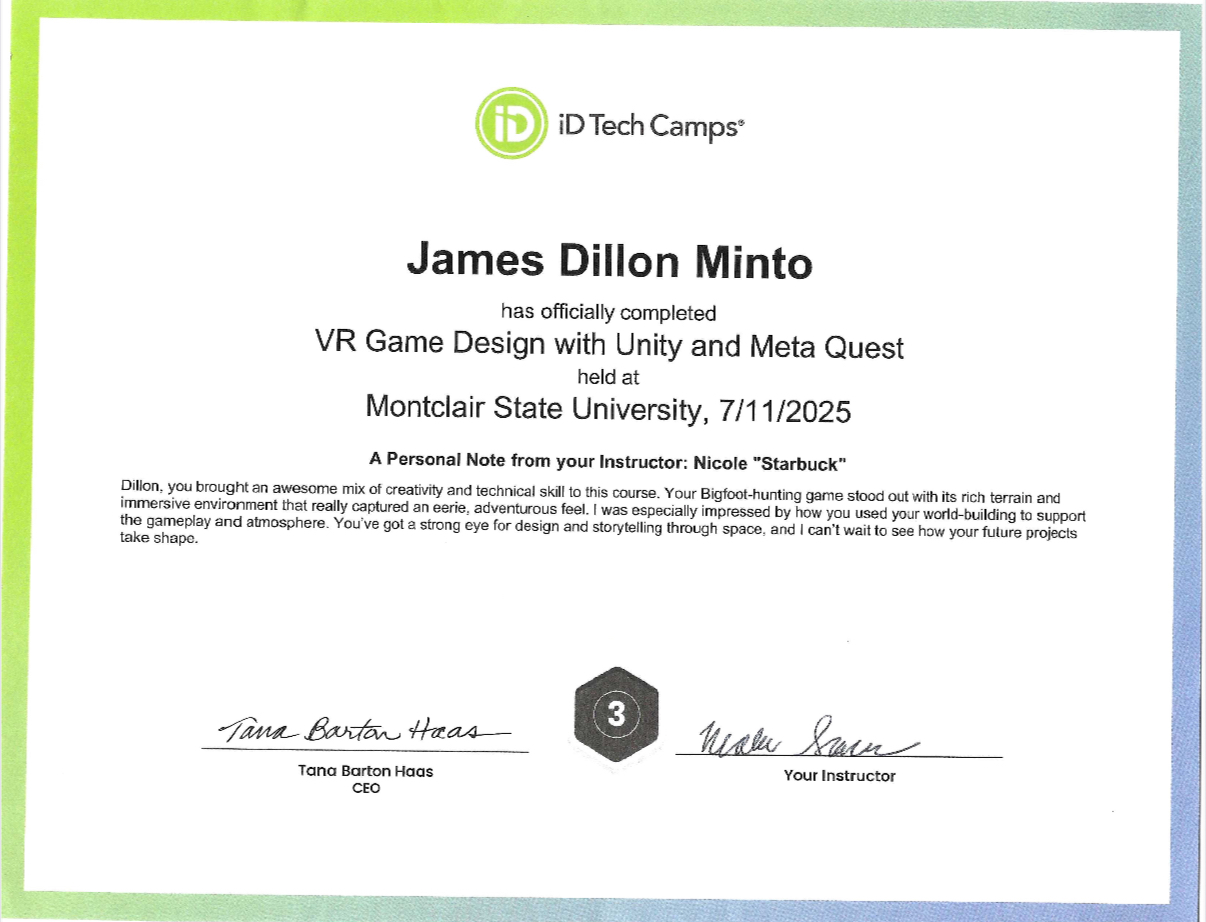 iD iD Tech Camps®
James Dillon Minto
has officially completed
VR Game Design with Unity and Meta Quest
held at
Montclair State University, 7/11/2025
A Personal Note from your Instructor: Nicole "Starbuck"
Dillon, you brought an awesome mix of creativity and technical skill to this course. Your Bigfoot-hunting game stood out with its rich terrain and
immersive environment that really captured an eerie, adventurous feel. I was especially impressed by how you used your world-building to support
the gameplay and atmosphere. You've got a strong eye for design and storytelling through space, and I can't wait to see how your future projects
take shape.
3
Tana Barton Haas
Tana Barton Haas
CEO
Your Instructor